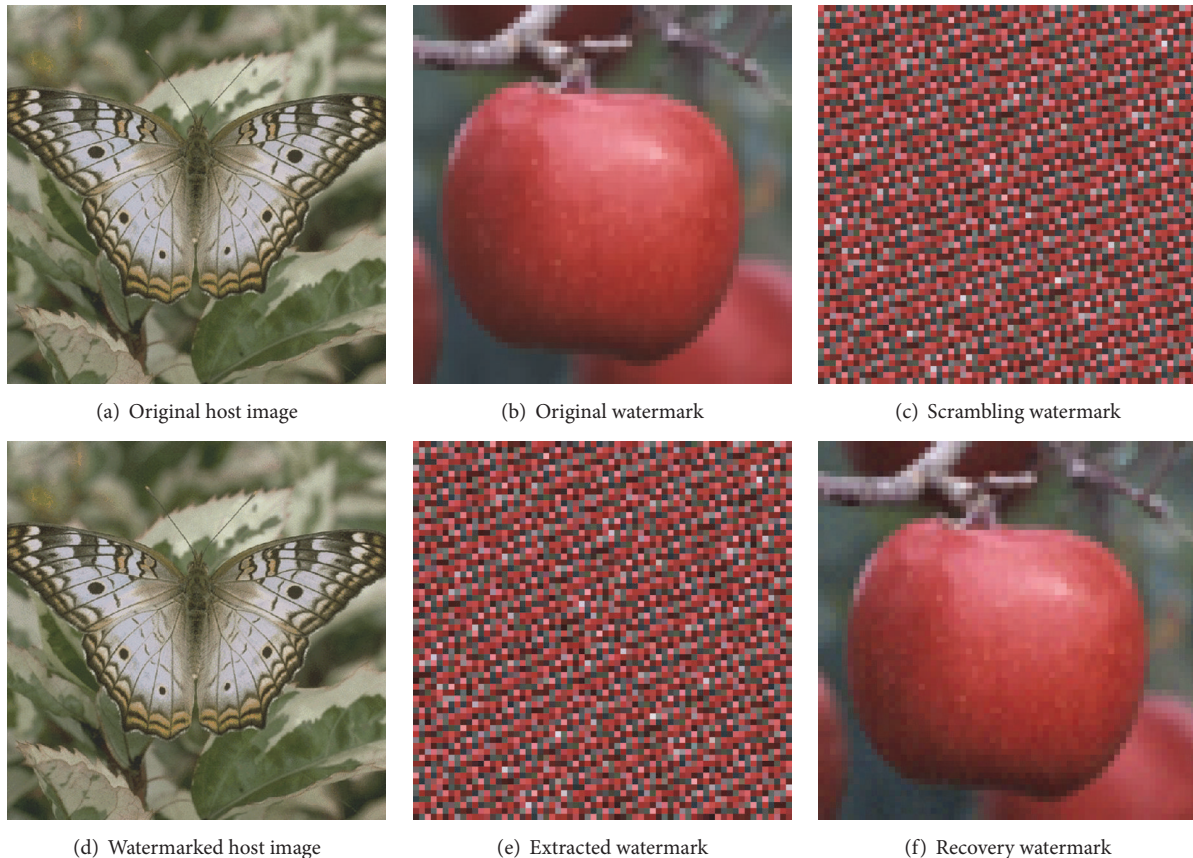 (a) Original host image
(b) Original watermark
(c) Scrambling watermark
(d) Watermarked host image
(e) Extracted watermark
(f) Recovery watermark